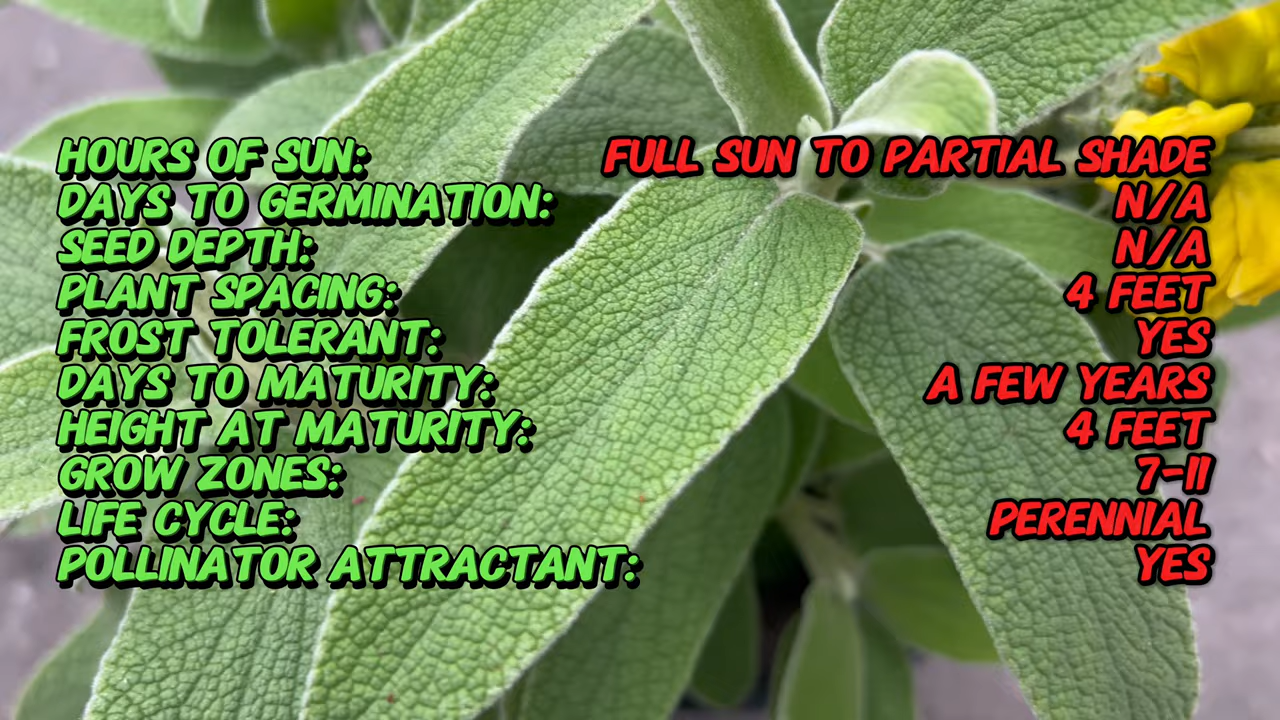 HOURS OF SUN: FULL SUN TO PARTIAL SHADE
DAYS TO GERMINATION: N/A
SEED DEPTH: N/A
PLANT SPACING: 4 FEET
FROST TOLERANT: YES
DAYS TO MATURITY: A FEW YEARS
HEIGHT AT MATURITY: 4 FEET
GROW ZONES: 7-11
LIFE CYCLE: PERENNIAL
POLLINATOR ATTRACTANT: YES